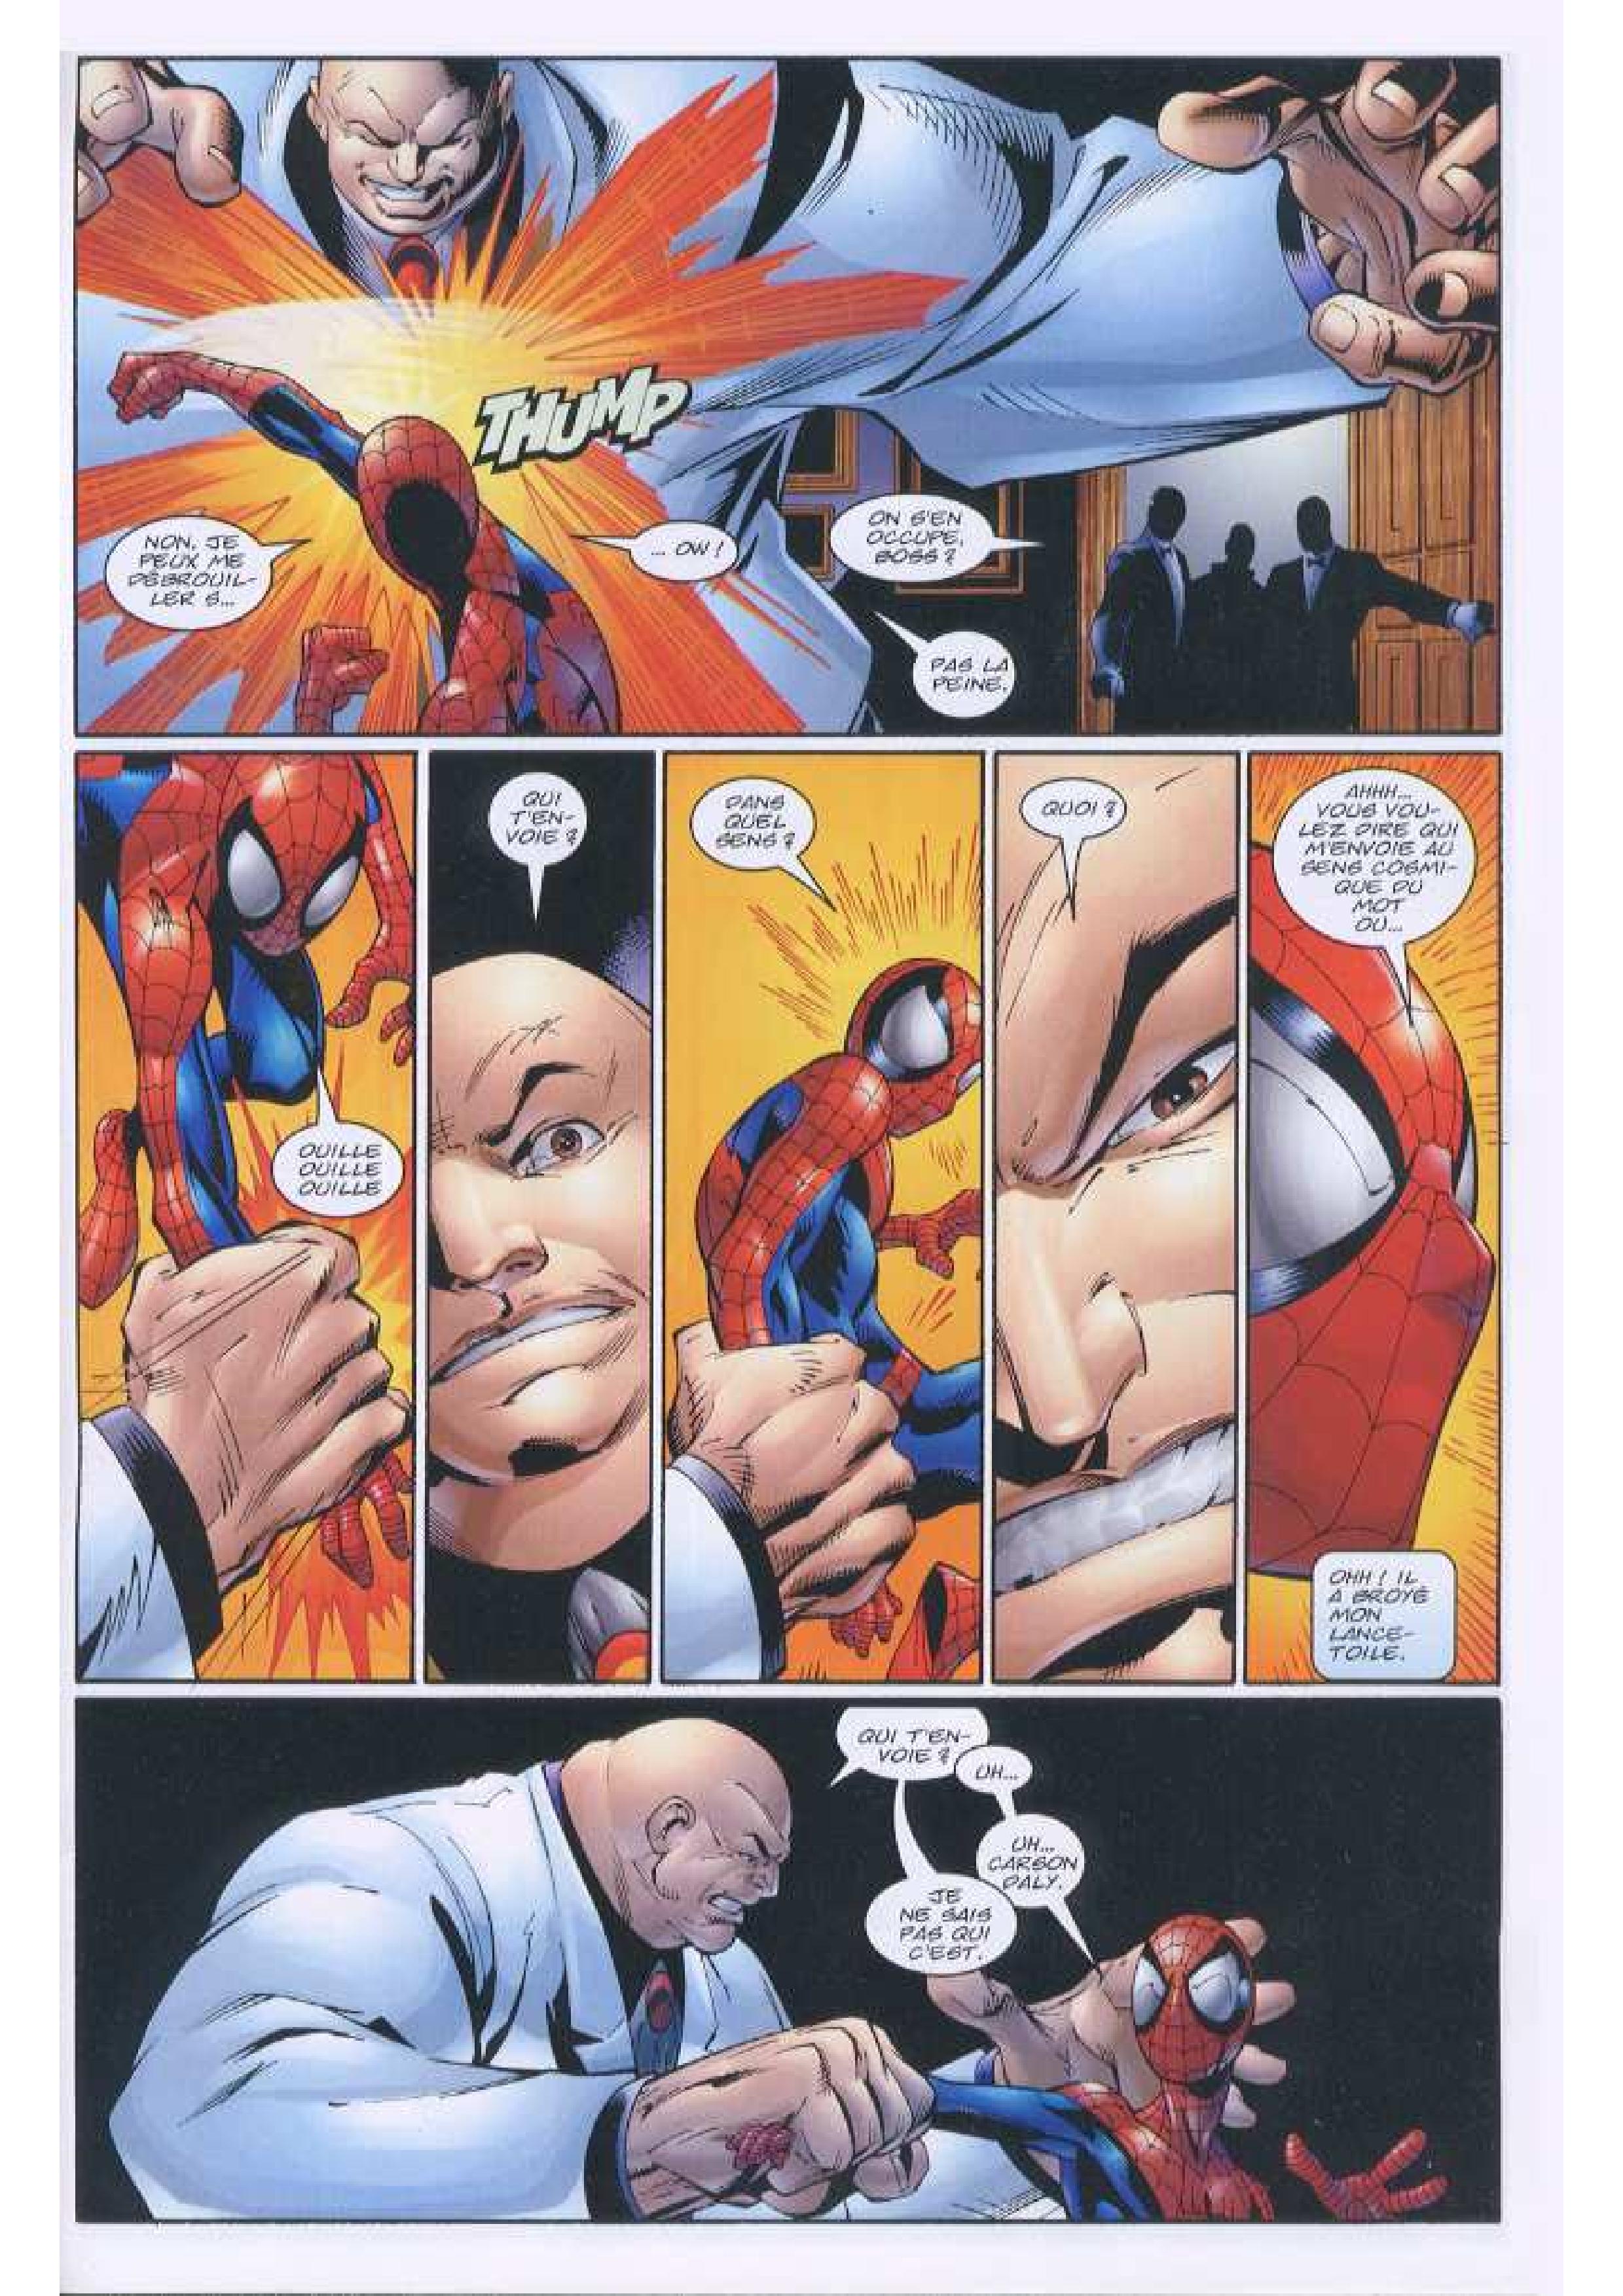 THUMP
NON, JE
PEUX ME
DÉBROUIL-
LER S...
... OW !
ON S'EN
OCCUPE,
BOSS ?
PAS LA
PEINE.
OUILLE
OUILLE
OUILLE
QUI
T'EN-
VOIE ?
DANS
QUEL
SENS ?
QUOI ?
AHHH...
VOUS VOU-
LEZ DIRE QUI
M'ENVOIE AU
SENS COSMI-
QUE DU
MOT
OU...
OHH ! IL
A BROYÉ
MON
LANCE-
TOILE.
QUI T'EN-
VOIE ?
UH...
UH...
CARSON
DALY.
JE
NE SAIS
PAS QUI
C'EST.